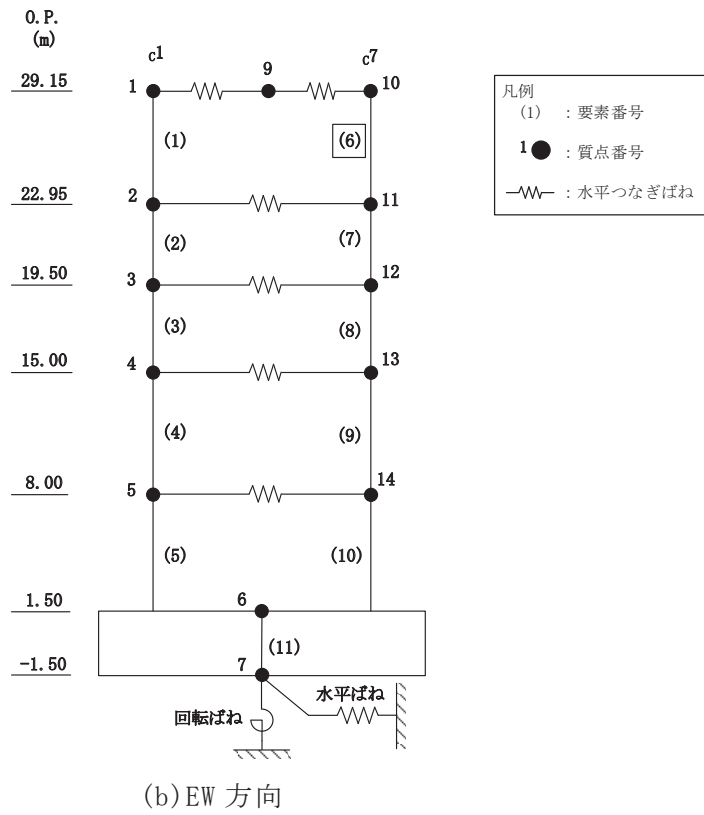 O.P.
(m)
c1
c7
29.15
1
9
10
(1)
(6)
22.95
2
11
(2)
(7)
19.50
3
12
(3)
(8)
15.00
4
13
(4)
(9)
8.00
5
14
(5)
(10)
1.50
6
(11)
-1.50
7
水平ばね
回転ばね
凡例
(1) : 要素番号
1 : 質点番号
: 水平つなぎばね
(b)EW 方向